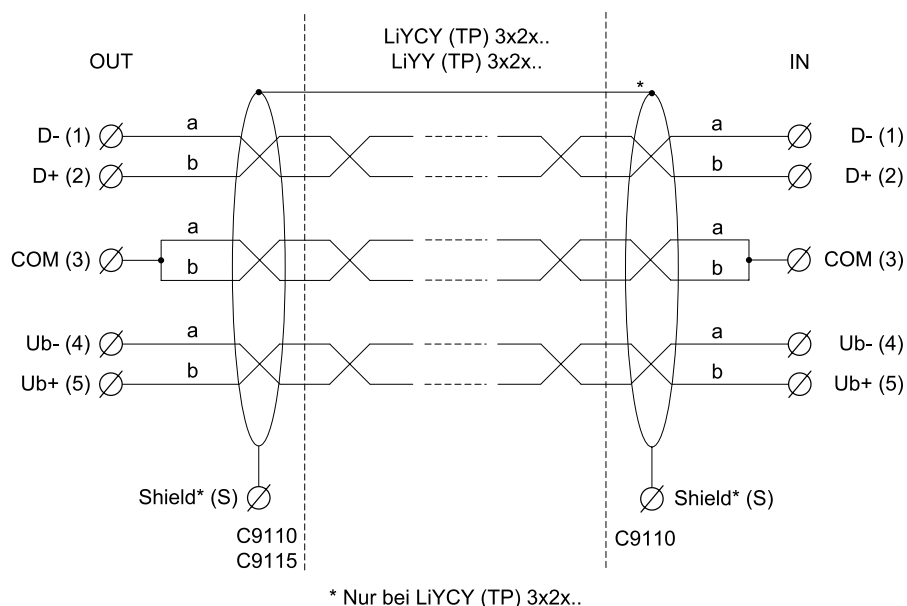 LiYCY (TP) 3x2x..
LiYY (TP) 3x2x..
OUT
IN
*
D- (1)
a
a
D- (1)
D+ (2)
b
b
D+ (2)
COM (3)
a
a
COM (3)
b
b
Ub- (4)
a
a
Ub- (4)
Ub+ (5)
b
b
Ub+ (5)
Shield* (S)
Shield* (S)
C9110
C9115
C9110
* Nur bei LiYCY (TP) 3x2x..